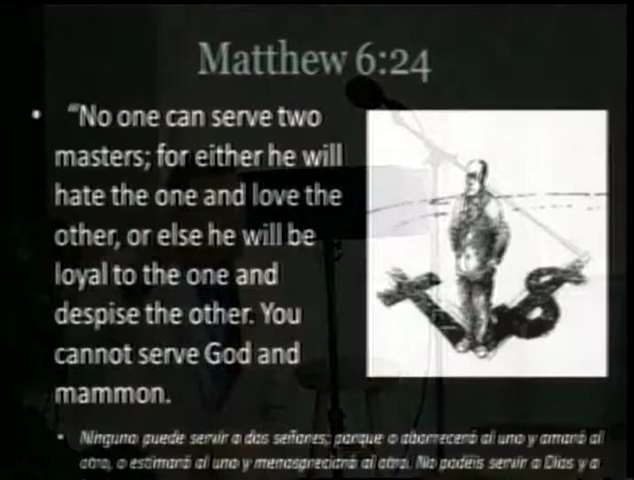 Matthew 6:24
• "'No one can serve two
masters; for either he will
hate the one and love the
other, or else he will be
loyal to the one and
despise the other. You
cannot serve God and
mammon.
• Ninguno puede servir a dos señores; porque o aborrecerá al uno y amará al
otro, o estimará al uno y menospreciará al otro. No podéis servir a Dios y a